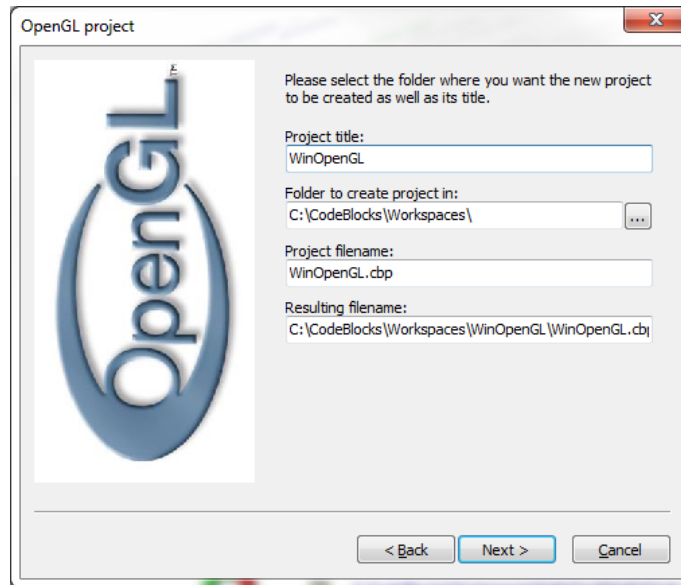 OpenGL project
Please select the folder where you want the new project
to be created as well as its title.
Project title:
WinOpenGL
Folder to create project in:
C:\CodeBlocks\Workspaces\
...
Project filename:
WinOpenGL.cbp
Resulting filename:
C:\CodeBlocks\Workspaces\WinOpenGL\WinOpenGL.cbp
OpenGL™
< Back
Next >
Cancel